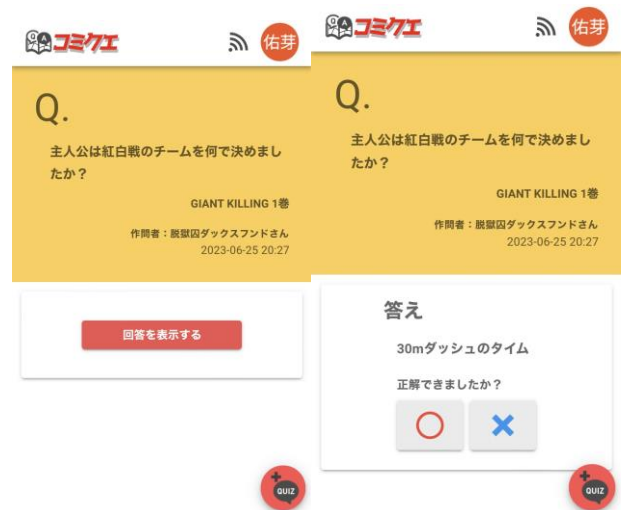 Q A コミクエ
佑芽
Q.
主人公は紅白戦のチームを何で決めまし
たか？
GIANT KILLING 1巻
作問者：脱獄囚ダックスフンドさん
2023-06-25 20:27
回答を表示する
QUIZ
Q A コミクエ
佑芽
Q.
主人公は紅白戦のチームを何で決めまし
たか？
GIANT KILLING 1巻
作問者：脱獄囚ダックスフンドさん
2023-06-25 20:27
答え
30mダッシュのタイム
正解できましたか？
QUIZ